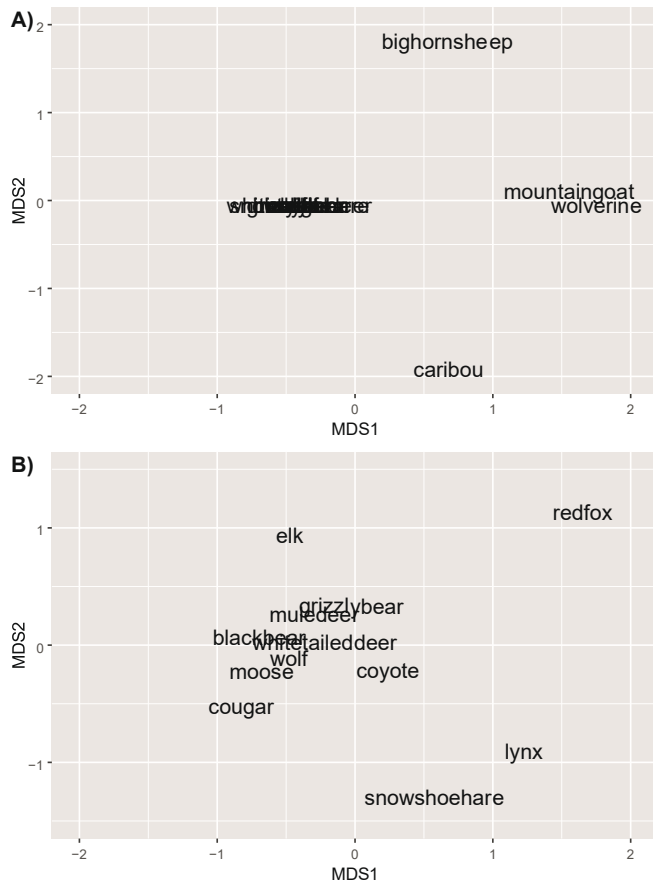 A)
2
bighornsheep
1
MDS2
mountaingoat
0
wolverine
−1
caribou
−2
−2 −1 0 1 2
MDS1
B)
redfox
1
elk
grizzlybear
muledeer
blackbear
MDS2
whitetaileddeer
0
wolf
moose
coyote
cougar
lynx
−1
snowshoehare
−2 −1 0 1 2
MDS1